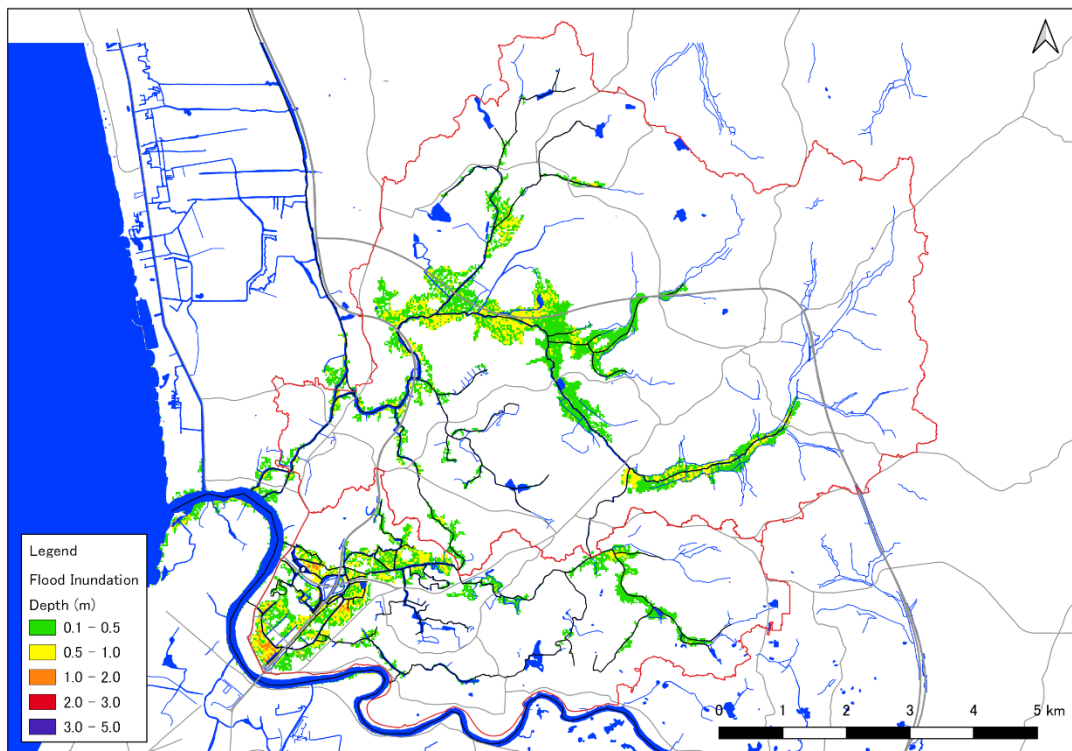 Legend
Flood Inundation
Depth (m)
0.1 - 0.5
0.5 - 1.0
1.0 - 2.0
2.0 - 3.0
3.0 - 5.0
0 1 2 3 4 5 km